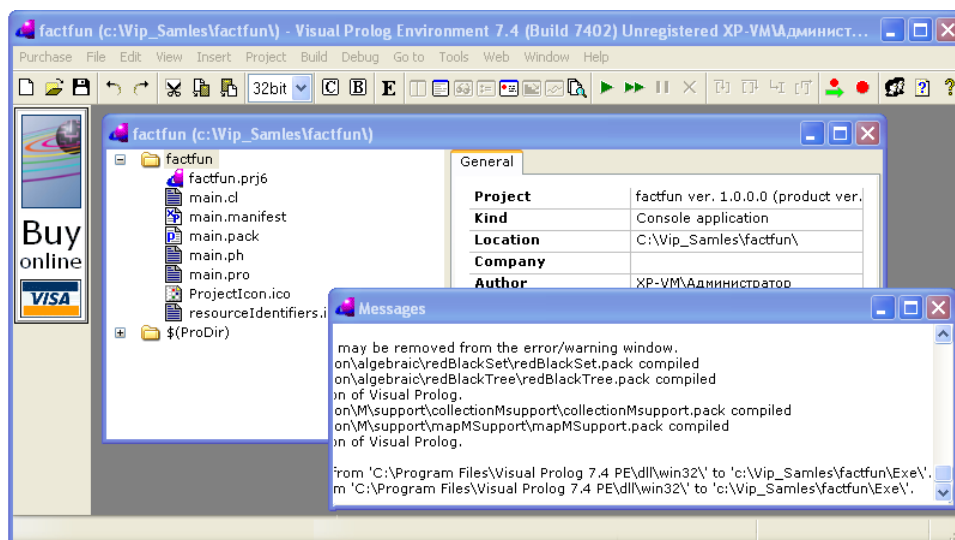 factfun (c:\Vip_Samles\factfun\) - Visual Prolog Environment 7.4 (Build 7402) Unregistered XP-VM\Админист...
Purchase File Edit View Insert Project Build Debug Go to Tools Web Window Help
32bit C B E
factfun (c:\Vip_Samles\factfun\)
factfun
factfun.prj6
main.cl
main.manifest
main.pack
main.ph
main.pro
ProjectIcon.ico
resourceIdentifiers.i
$(ProDir)
General
Project factfun ver. 1.0.0.0 (product ver.
Kind Console application
Location C:\Vip_Samles\factfun\
Company
Author XP-VM\Администратор
Buy
online
VISA
Messages
may be removed from the error/warning window.
on\algebraic\redBlackSet\redBlackSet.pack compiled
on\algebraic\redBlackTree\redBlackTree.pack compiled
on of Visual Prolog.
on\M\support\collectionMsupport\collectionMsupport.pack compiled
on\M\support\mapMSupport\mapMSupport.pack compiled
on of Visual Prolog.
from 'C:\Program Files\Visual Prolog 7.4 PE\dll\win32\' to 'c:\Vip_Samles\factfun\Exe\'.
m 'C:\Program Files\Visual Prolog 7.4 PE\dll\win32\' to 'c:\Vip_Samles\factfun\Exe\'.